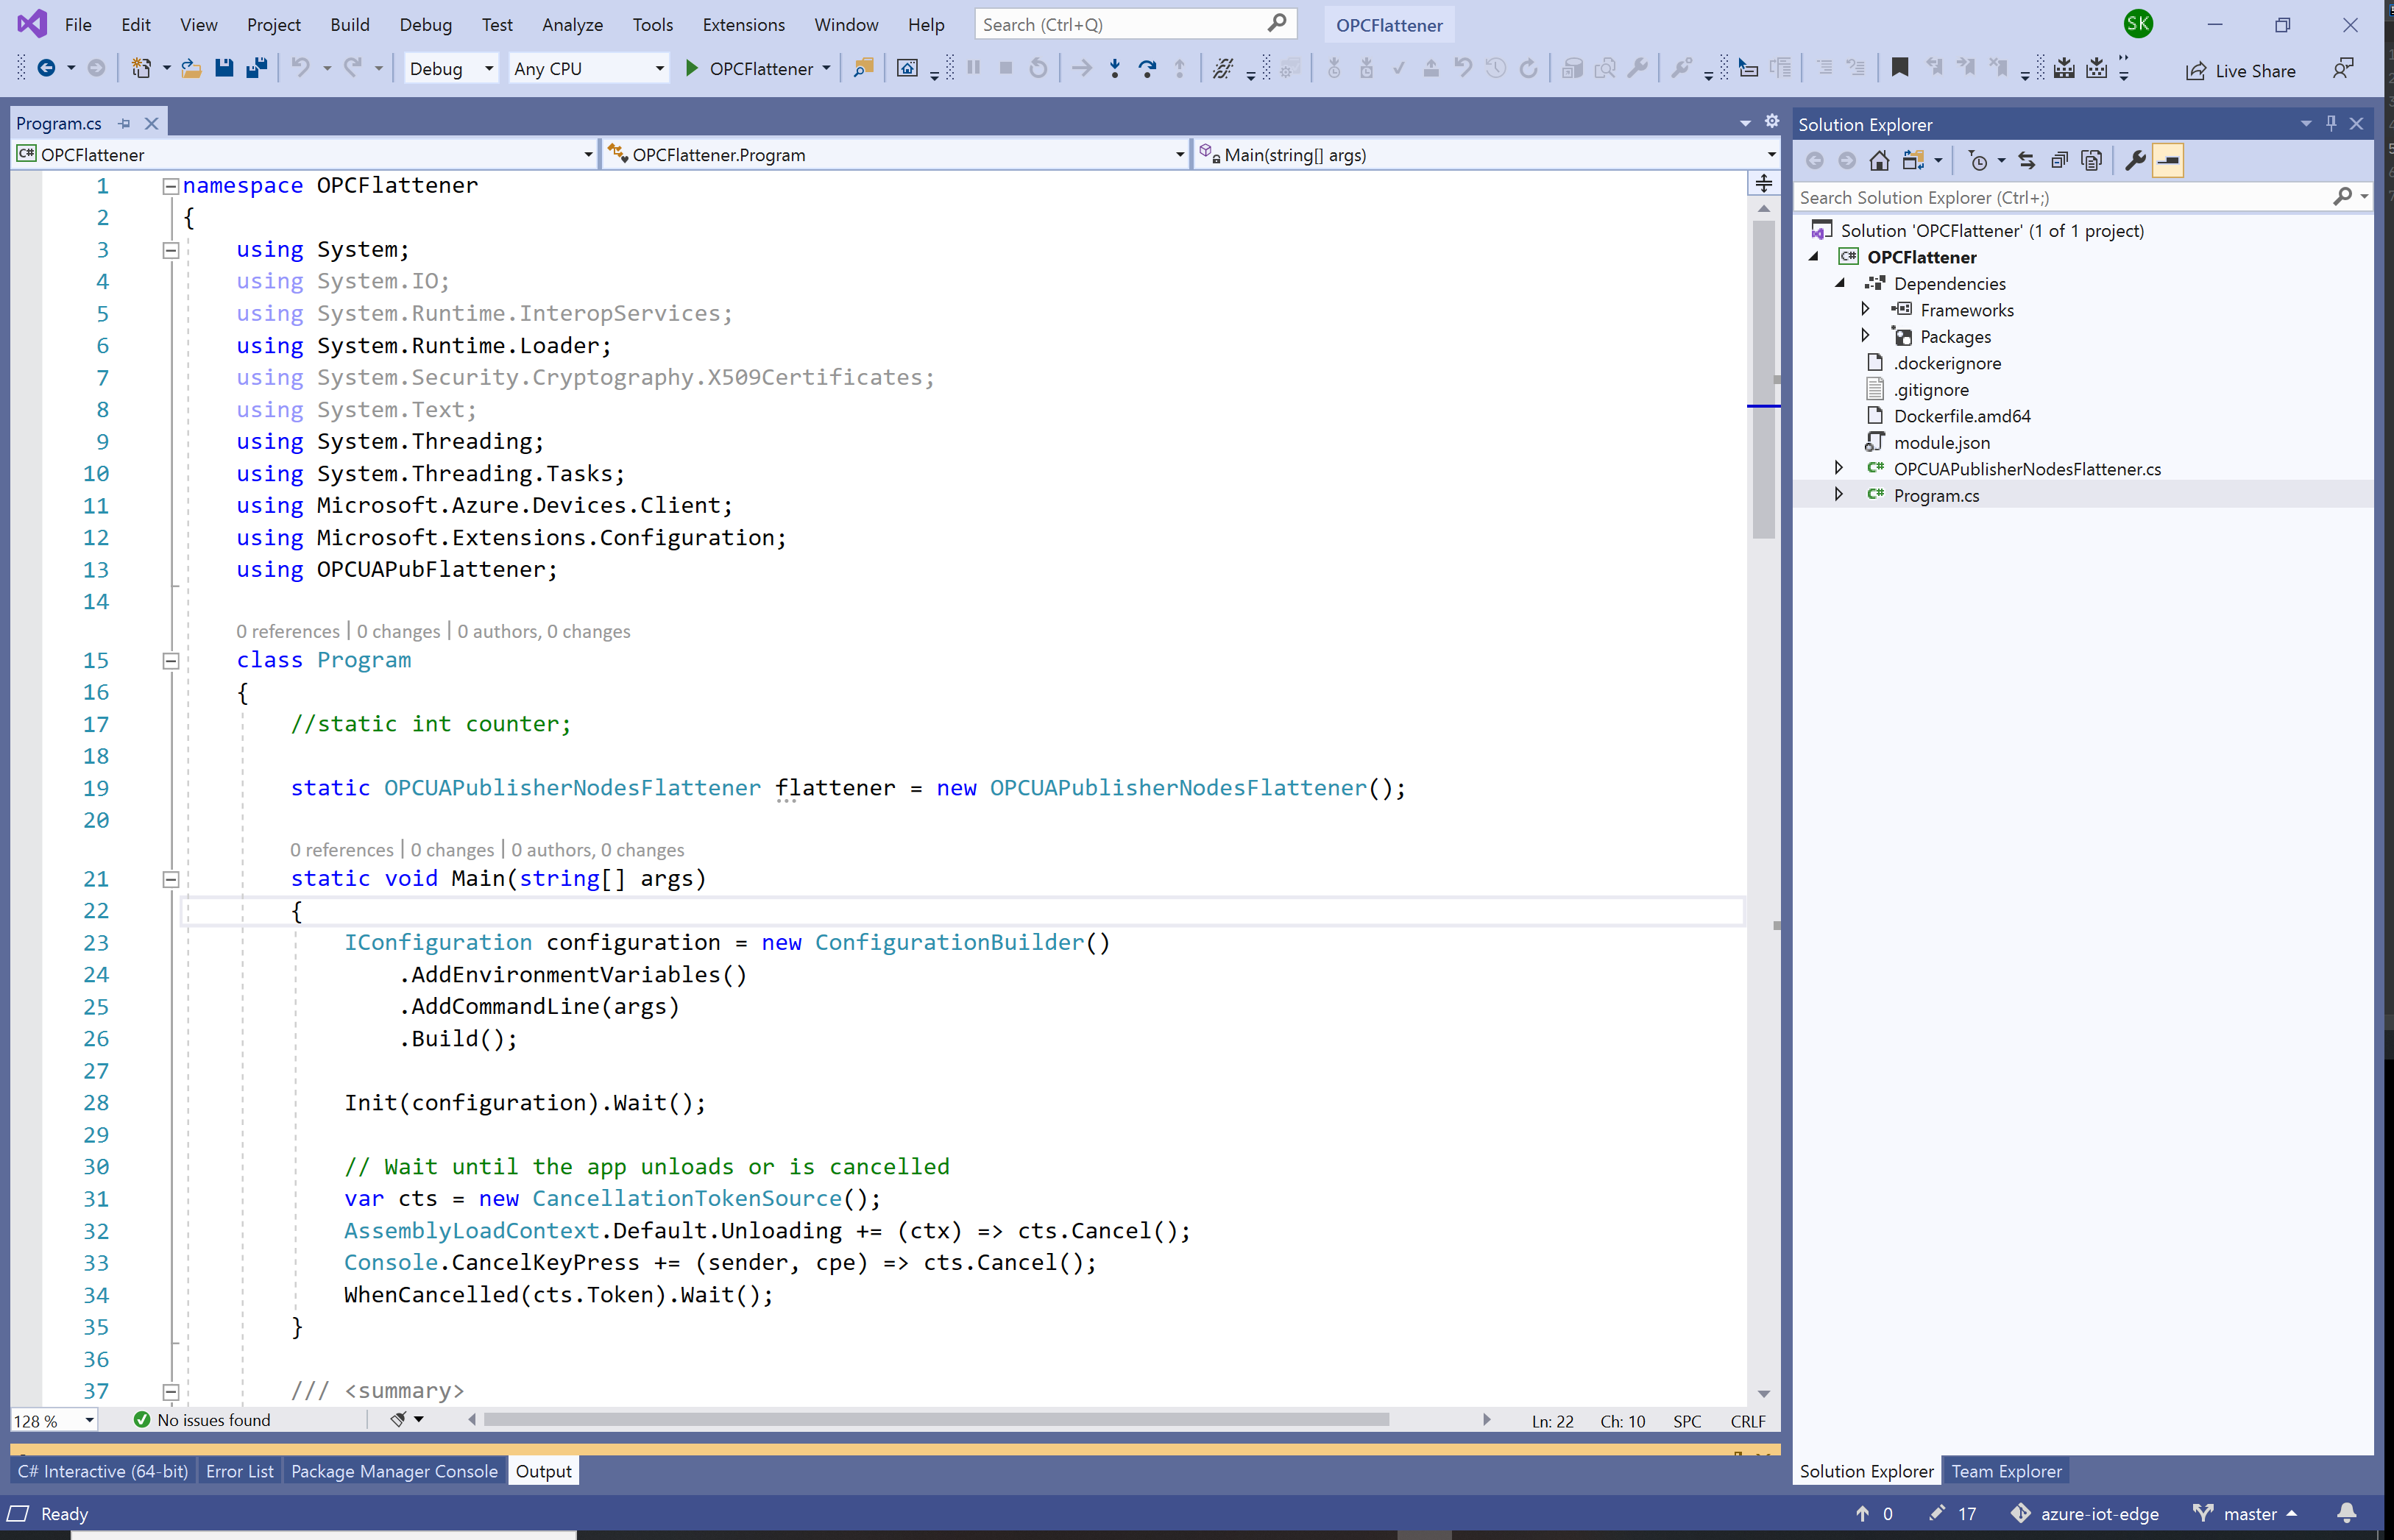 File Edit View Project Build Debug Test Analyze Tools Extensions Window Help Search (Ctrl+Q) OPCFlattener SK
Debug Any CPU OPCFlattener Live Share
Program.cs
OPCFlattener OPCFlattener.Program Main(string[] args)
1 namespace OPCFlattener
2 {
3 using System;
4 using System.IO;
5 using System.Runtime.InteropServices;
6 using System.Runtime.Loader;
7 using System.Security.Cryptography.X509Certificates;
8 using System.Text;
9 using System.Threading;
10 using System.Threading.Tasks;
11 using Microsoft.Azure.Devices.Client;
12 using Microsoft.Extensions.Configuration;
13 using OPCUAPubFlattener;
14
0 references | 0 changes | 0 authors, 0 changes
15 class Program
16 {
17 //static int counter;
18
19 static OPCUAPublisherNodesFlattener flattener = new OPCUAPublisherNodesFlattener();
20
0 references | 0 changes | 0 authors, 0 changes
21 static void Main(string[] args)
22 {
23 IConfiguration configuration = new ConfigurationBuilder()
24 .AddEnvironmentVariables()
25 .AddCommandLine(args)
26 .Build();
27
28 Init(configuration).Wait();
29
30 // Wait until the app unloads or is cancelled
31 var cts = new CancellationTokenSource();
32 AssemblyLoadContext.Default.Unloading += (ctx) => cts.Cancel();
33 Console.CancelKeyPress += (sender, cpe) => cts.Cancel();
34 WhenCancelled(cts.Token).Wait();
35 }
36
37 /// <summary>
128 % No issues found Ln: 22 Ch: 10 SPC CRLF
C# Interactive (64-bit) Error List Package Manager Console Output
Solution Explorer
Search Solution Explorer (Ctrl+;)
Solution 'OPCFlattener' (1 of 1 project)
C# OPCFlattener
Dependencies
Frameworks
Packages
.dockerignore
.gitignore
Dockerfile.amd64
module.json
C# OPCUAPublisherNodesFlattener.cs
C# Program.cs
Solution Explorer Team Explorer
Ready 0 17 azure-iot-edge master